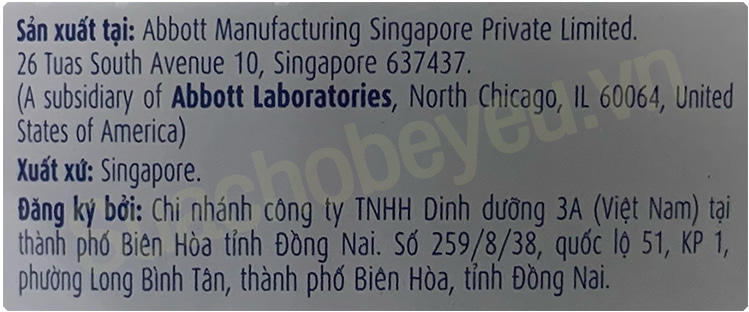 Sản xuất tại: Abbott Manufacturing Singapore Private Limited.
26 Tuas South Avenue 10, Singapore 637437.
(A subsidiary of Abbott Laboratories, North Chicago, IL 60064, United
States of America)
Xuất xứ: Singapore.
Đăng ký bởi: Chi nhánh công ty TNHH Dinh dưỡng 3A (Việt Nam) tại
thành phố Biên Hòa tỉnh Đồng Nai. Số 259/8/38, quốc lộ 51, KP 1,
phường Long Bình Tân, thành phố Biên Hòa, tỉnh Đồng Nai.